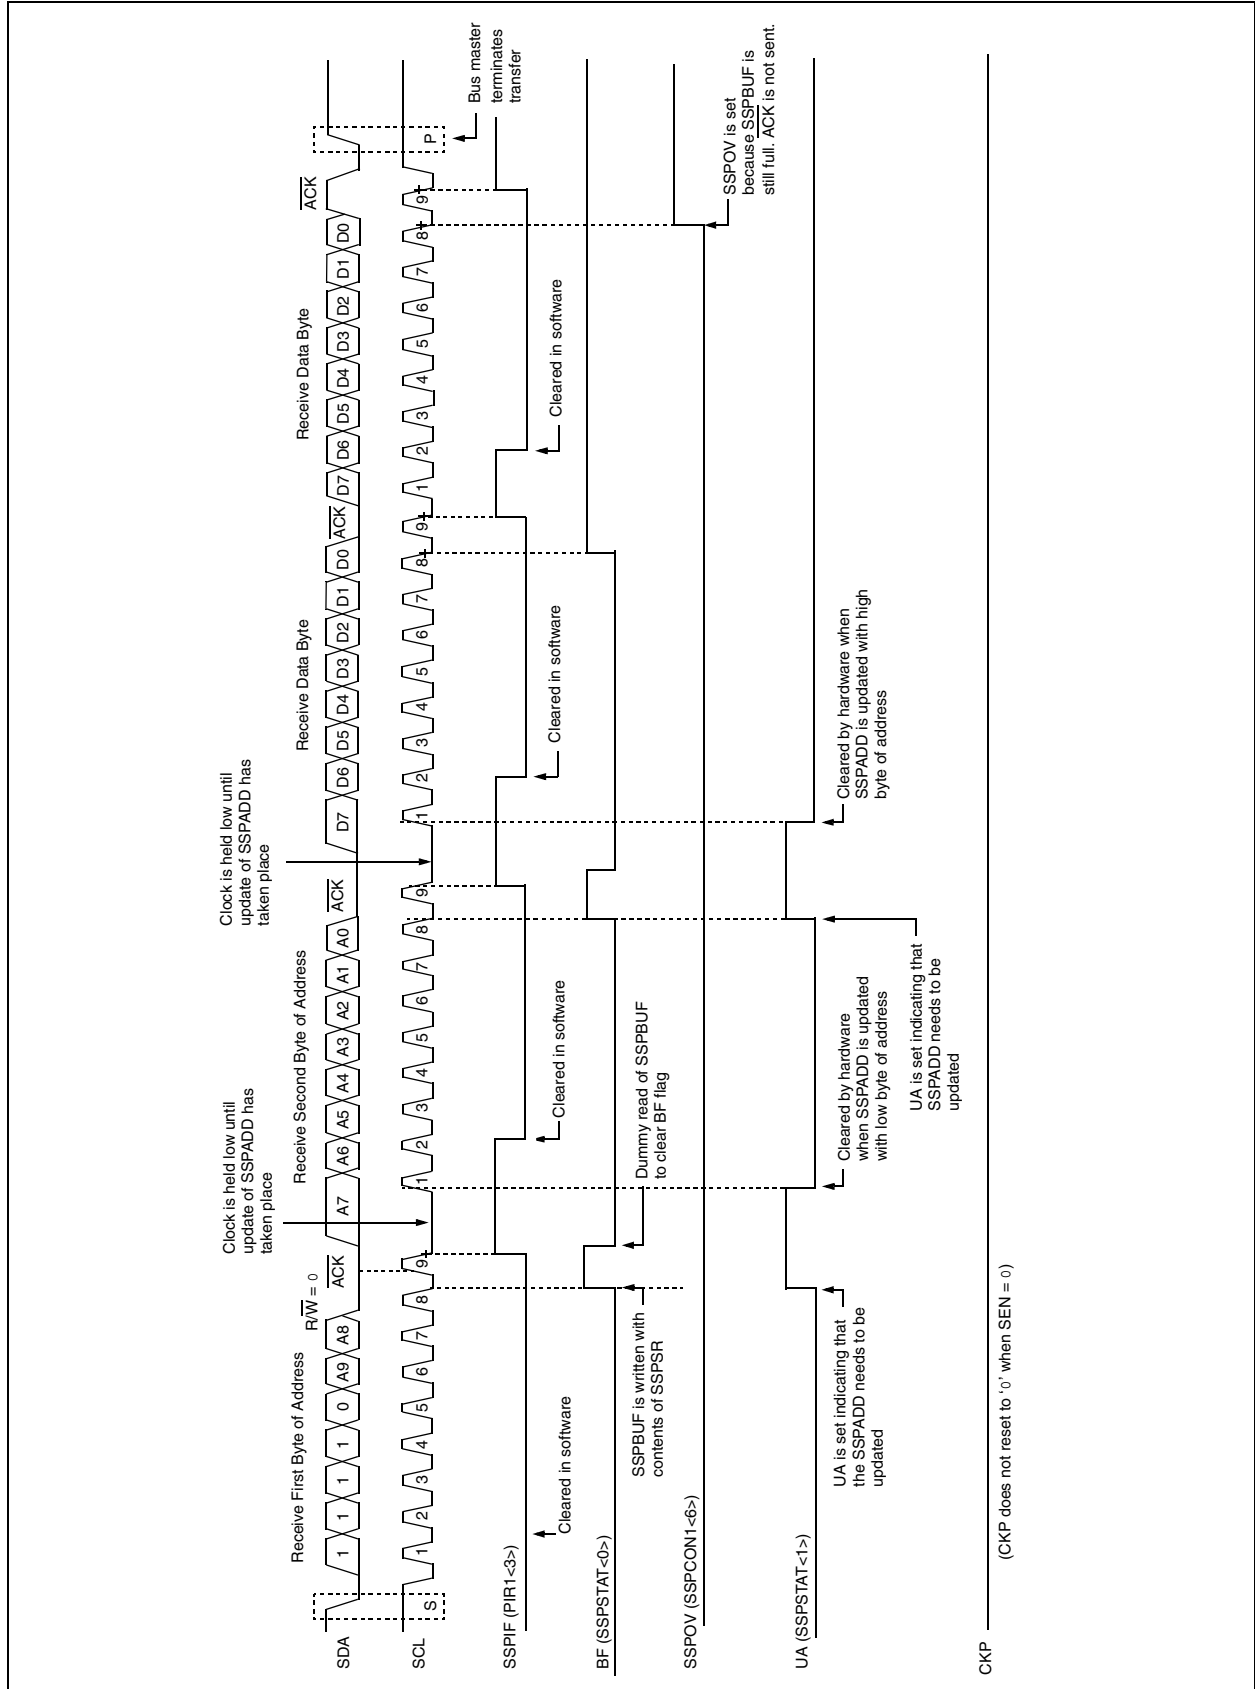 Receive First Byte of Address
R/W = 0
ACK
Clock is held low until
update of SSPADD has
taken place
Receive Second Byte of Address
ACK
Clock is held low until
update of SSPADD has
taken place
Receive Data Byte
ACK
Receive Data Byte
ACK
SDA
1 1 1 1 0 A9 A8 A7 A6 A5 A4 A3 A2 A1 A0 D7 D6 D5 D4 D3 D2 D1 D0 D7 D6 D5 D4 D3 D2 D1 D0
SCL
S 1 2 3 4 5 6 7 8 9 1 2 3 4 5 6 7 8 9 1 2 3 4 5 6 7 8 9 1 2 3 4 5 6 7 8 9 P
Bus master
terminates
transfer
SSPIF (PIR1<3>)
Cleared in software
Cleared in software
Cleared in software
Cleared in software
BF (SSPSTAT<0>)
SSPBUF is written with
contents of SSPSR
Dummy read of SSPBUF
to clear BF flag
SSPOV (SSPCON1<6>)
SSPOV is set
because SSPBUF is
still full. ACK is not sent.
UA (SSPSTAT<1>)
UA is set indicating that
the SSPADD needs to be
updated
Cleared by hardware
when SSPADD is updated
with low byte of address
UA is set indicating that
SSPADD needs to be
updated
Cleared by hardware when
SSPADD is updated with high
byte of address
CKP
(CKP does not reset to ‘0’ when SEN = 0)